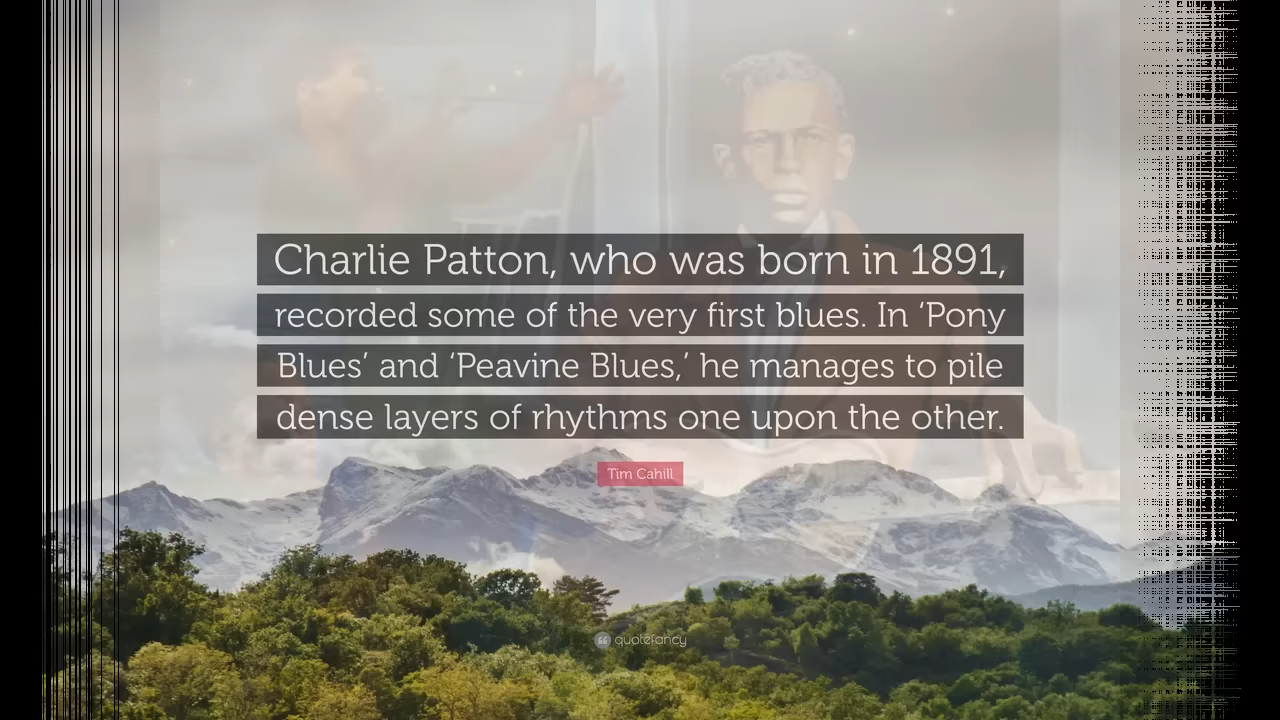 Charlie Patton, who was born in 1891,
recorded some of the very first blues. In ‘Pony
Blues’ and ‘Peavine Blues,’ he manages to pile
dense layers of rhythms one upon the other.
Tim Cahill
quotefancy